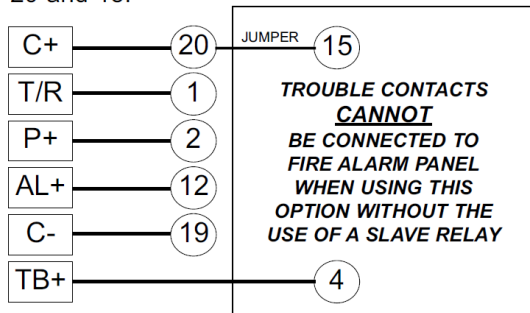 20 and
C+ 20 JUMPER 15
T/R 1
P+ 2
AL+ 12
C- 19
TB+ 4
TROUBLE CONTACTS
CANNOT
BE CONNECTED TO
FIRE ALARM PANEL
WHEN USING THIS
OPTION WITHOUT THE
USE OF A SLAVE RELAY